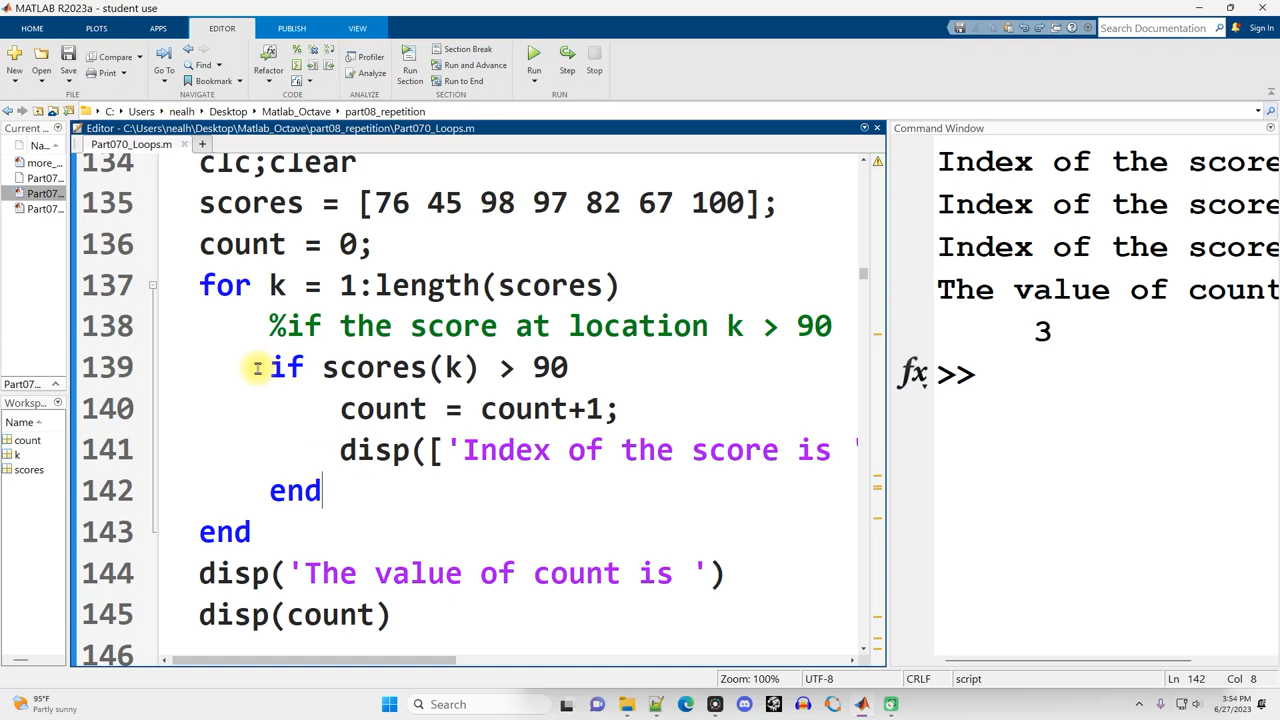 MATLAB R2023a - student use
HOME PLOTS APPS EDITOR PUBLISH VIEW Search Documentation Sign In
New Open Save Compare Print Go To Find Bookmark Refactor Profiler Analyze Run Section Section Break Run and Advance Run to End Run Step Stop
FILE NAVIGATE CODE ANALYZE SECTION RUN
C: Users nealh Desktop Matlab_Octave part08_repetition
Current ... Editor - C:\Users\nealh\Desktop\Matlab_Octave\part08_repetition\Part070_Loops.m Command Window
Na... Part070_Loops.m +
more_...
Part07...
Part07...
Part07...
Part07...
Worksp...
Name
count
k
scores
134 clc;clear
135 scores = [76 45 98 97 82 67 100];
136 count = 0;
137 for k = 1:length(scores)
138 %if the score at location k > 90
139 if scores(k) > 90
140 count = count+1;
141 disp(['Index of the score is '
142 end
143 end
144 disp('The value of count is ')
145 disp(count)
146
Index of the score
Index of the score
Index of the score
The value of count
3
fx >>
Zoom: 100% UTF-8 CRLF script Ln 142 Col 8
95°F
Partly sunny
Search
3:54 PM
6/27/2023